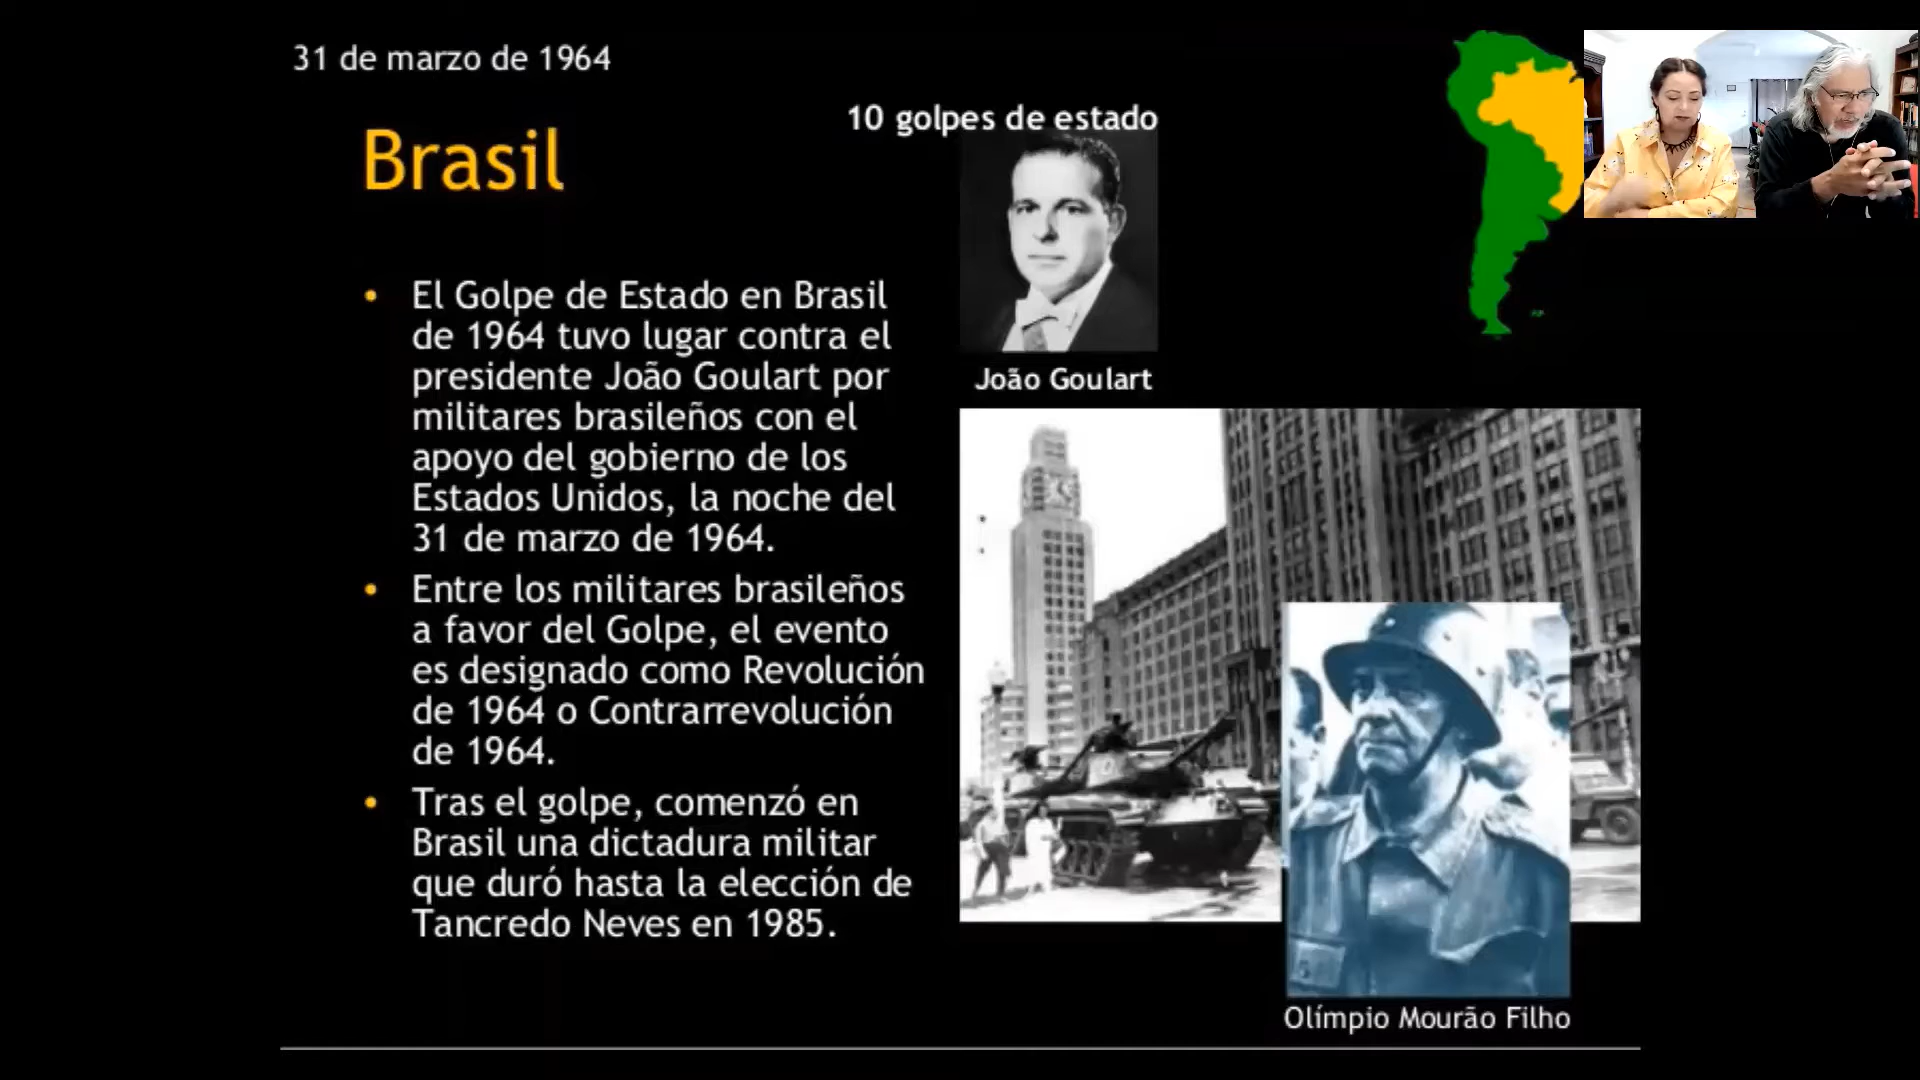 31 de marzo de 1964
10 golpes de estado
Brasil
João Goulart
• El Golpe de Estado en Brasil
de 1964 tuvo lugar contra el
presidente João Goulart por
militares brasileños con el
apoyo del gobierno de los
Estados Unidos, la noche del
31 de marzo de 1964.
• Entre los militares brasileños
a favor del Golpe, el evento
es designado como Revolución
de 1964 o Contrarrevolución
de 1964.
• Tras el golpe, comenzó en
Brasil una dictadura militar
que duró hasta la elección de
Tancredo Neves en 1985.
Olímpio Mourão Filho